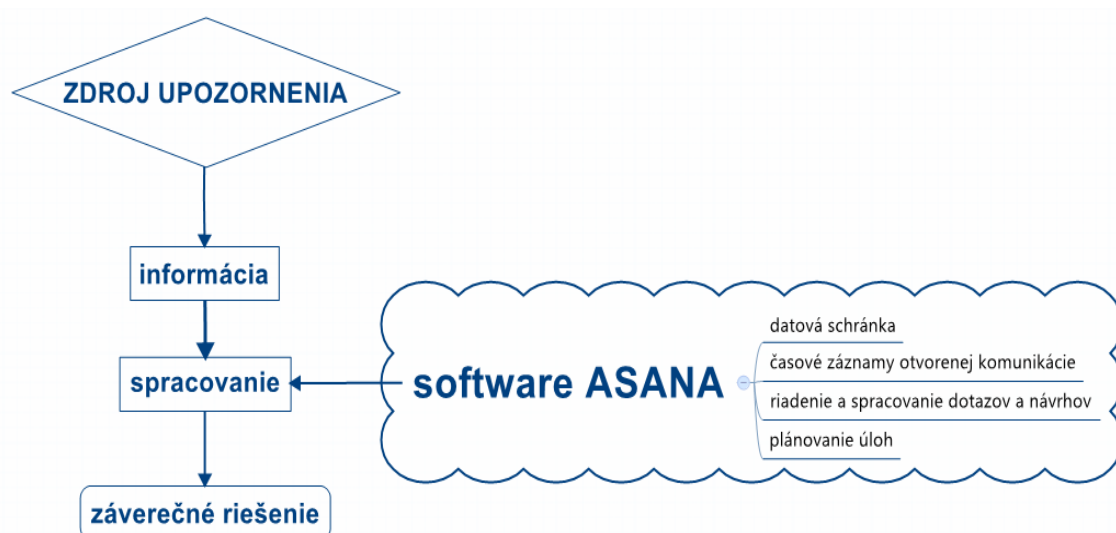 ZDROJ UPOZORNENIA
informácia
spracovanie
záverečné riešenie
software ASANA
datová schránka
časové záznamy otvorenej komunikácie
riadenie a spracovanie dotazov a návrhov
plánovanie úloh